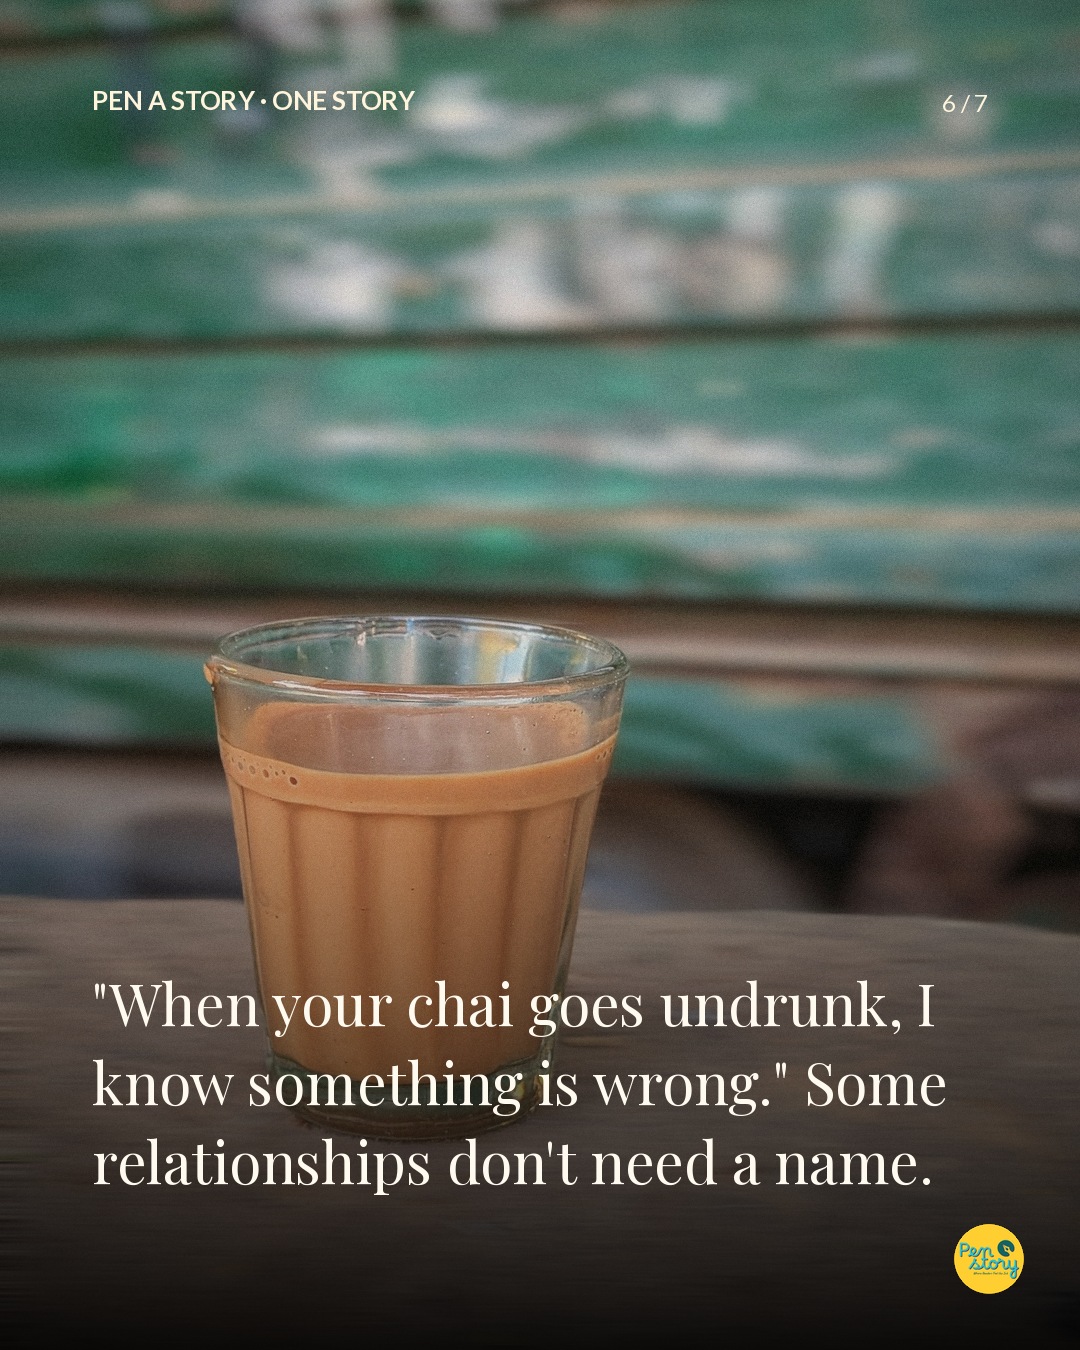 PEN A STORY · ONE STORY
6 / 7
"When your chai goes undrunk, I
know something is wrong." Some
relationships don't need a name.
Pen
story